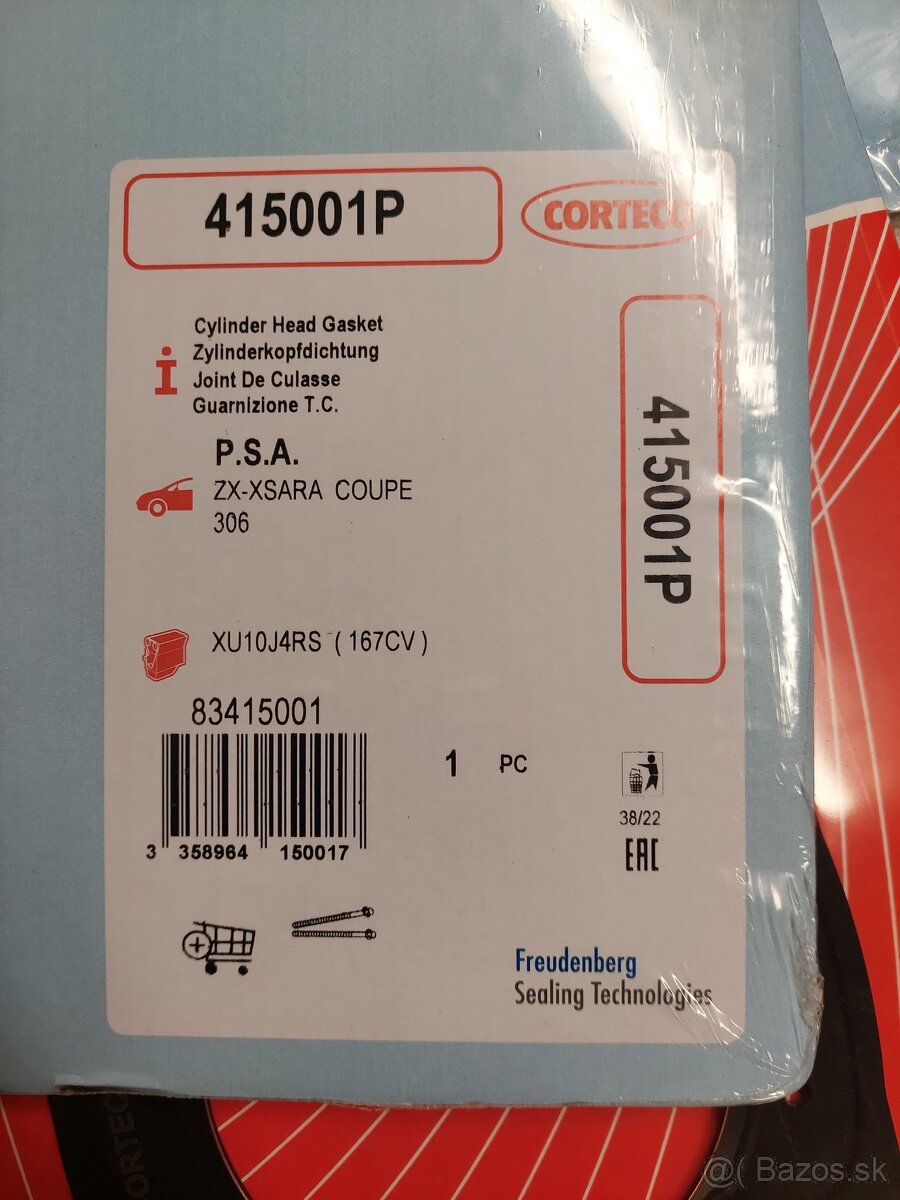 415001P
CORTECO
Cylinder Head Gasket
Zylinderkopfdichtung
Joint De Culasse
Guarnizione T.C.
P.S.A.
ZX-XSARA COUPE
306
415001P
XU10J4RS (167CV)
83415001
1 PC
3 358964 150017
38/22
EAC
Freudenberg
Sealing Technologies
CORTEC
@( Bazos.sk